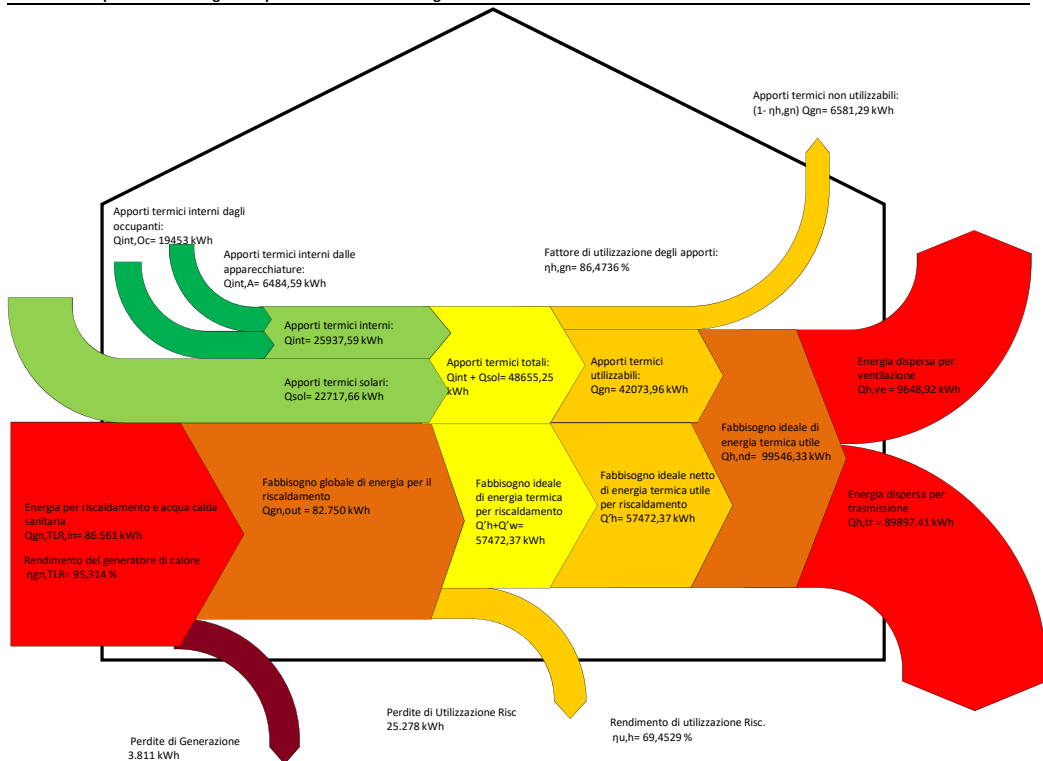 Apporti termici non utilizzabili:
(1- ηh,gn) Qgn= 6581,29 kWh
Apporti termici interni dagli
occupanti:
Qint,Oc= 19453 kWh
Apporti termici interni dalle
apparecchiature:
Qint,A= 6484,59 kWh
Fattore di utilizzazione degli apporti:
ηh,gn= 86,4736 %
Apporti termici interni:
Qint= 25937,59 kWh
Apporti termici totali:
Qint + Qsol= 48655,25
kWh
Apporti termici
utilizzabili:
Qgn= 42073,96 kWh
Energia dispersa per
ventilazione
Qh,ve = 9648,92 kWh
Apporti termici solari:
Qsol= 22717,66 kWh
Fabbisogno ideale di
energia termica utile
Qh,nd= 99546,33 kWh
Fabbisogno globale di energia per il
riscaldamento
Qgn,out = 82.750 kWh
Fabbisogno ideale
di energia termica
per riscaldamento
Q'h+Q'w=
57472,37 kWh
Fabbisogno ideale netto
di energia termica utile
per riscaldamento
Q'h= 57472,37 kWh
Energia dispersa per
trasmissione
Qh,tr = 89897,41 kWh
Energia per riscaldamento e acqua calda
sanitaria
Qgn,TLR,in= 86.561 kWh
Rendimento del generatore di calore
ηgn,TLR= 95,314 %
Perdite di Utilizzazione Risc
25.278 kWh
Rendimento di utilizzazione Risc.
ηu,h= 69,4529 %
Perdite di Generazione
3.811 kWh